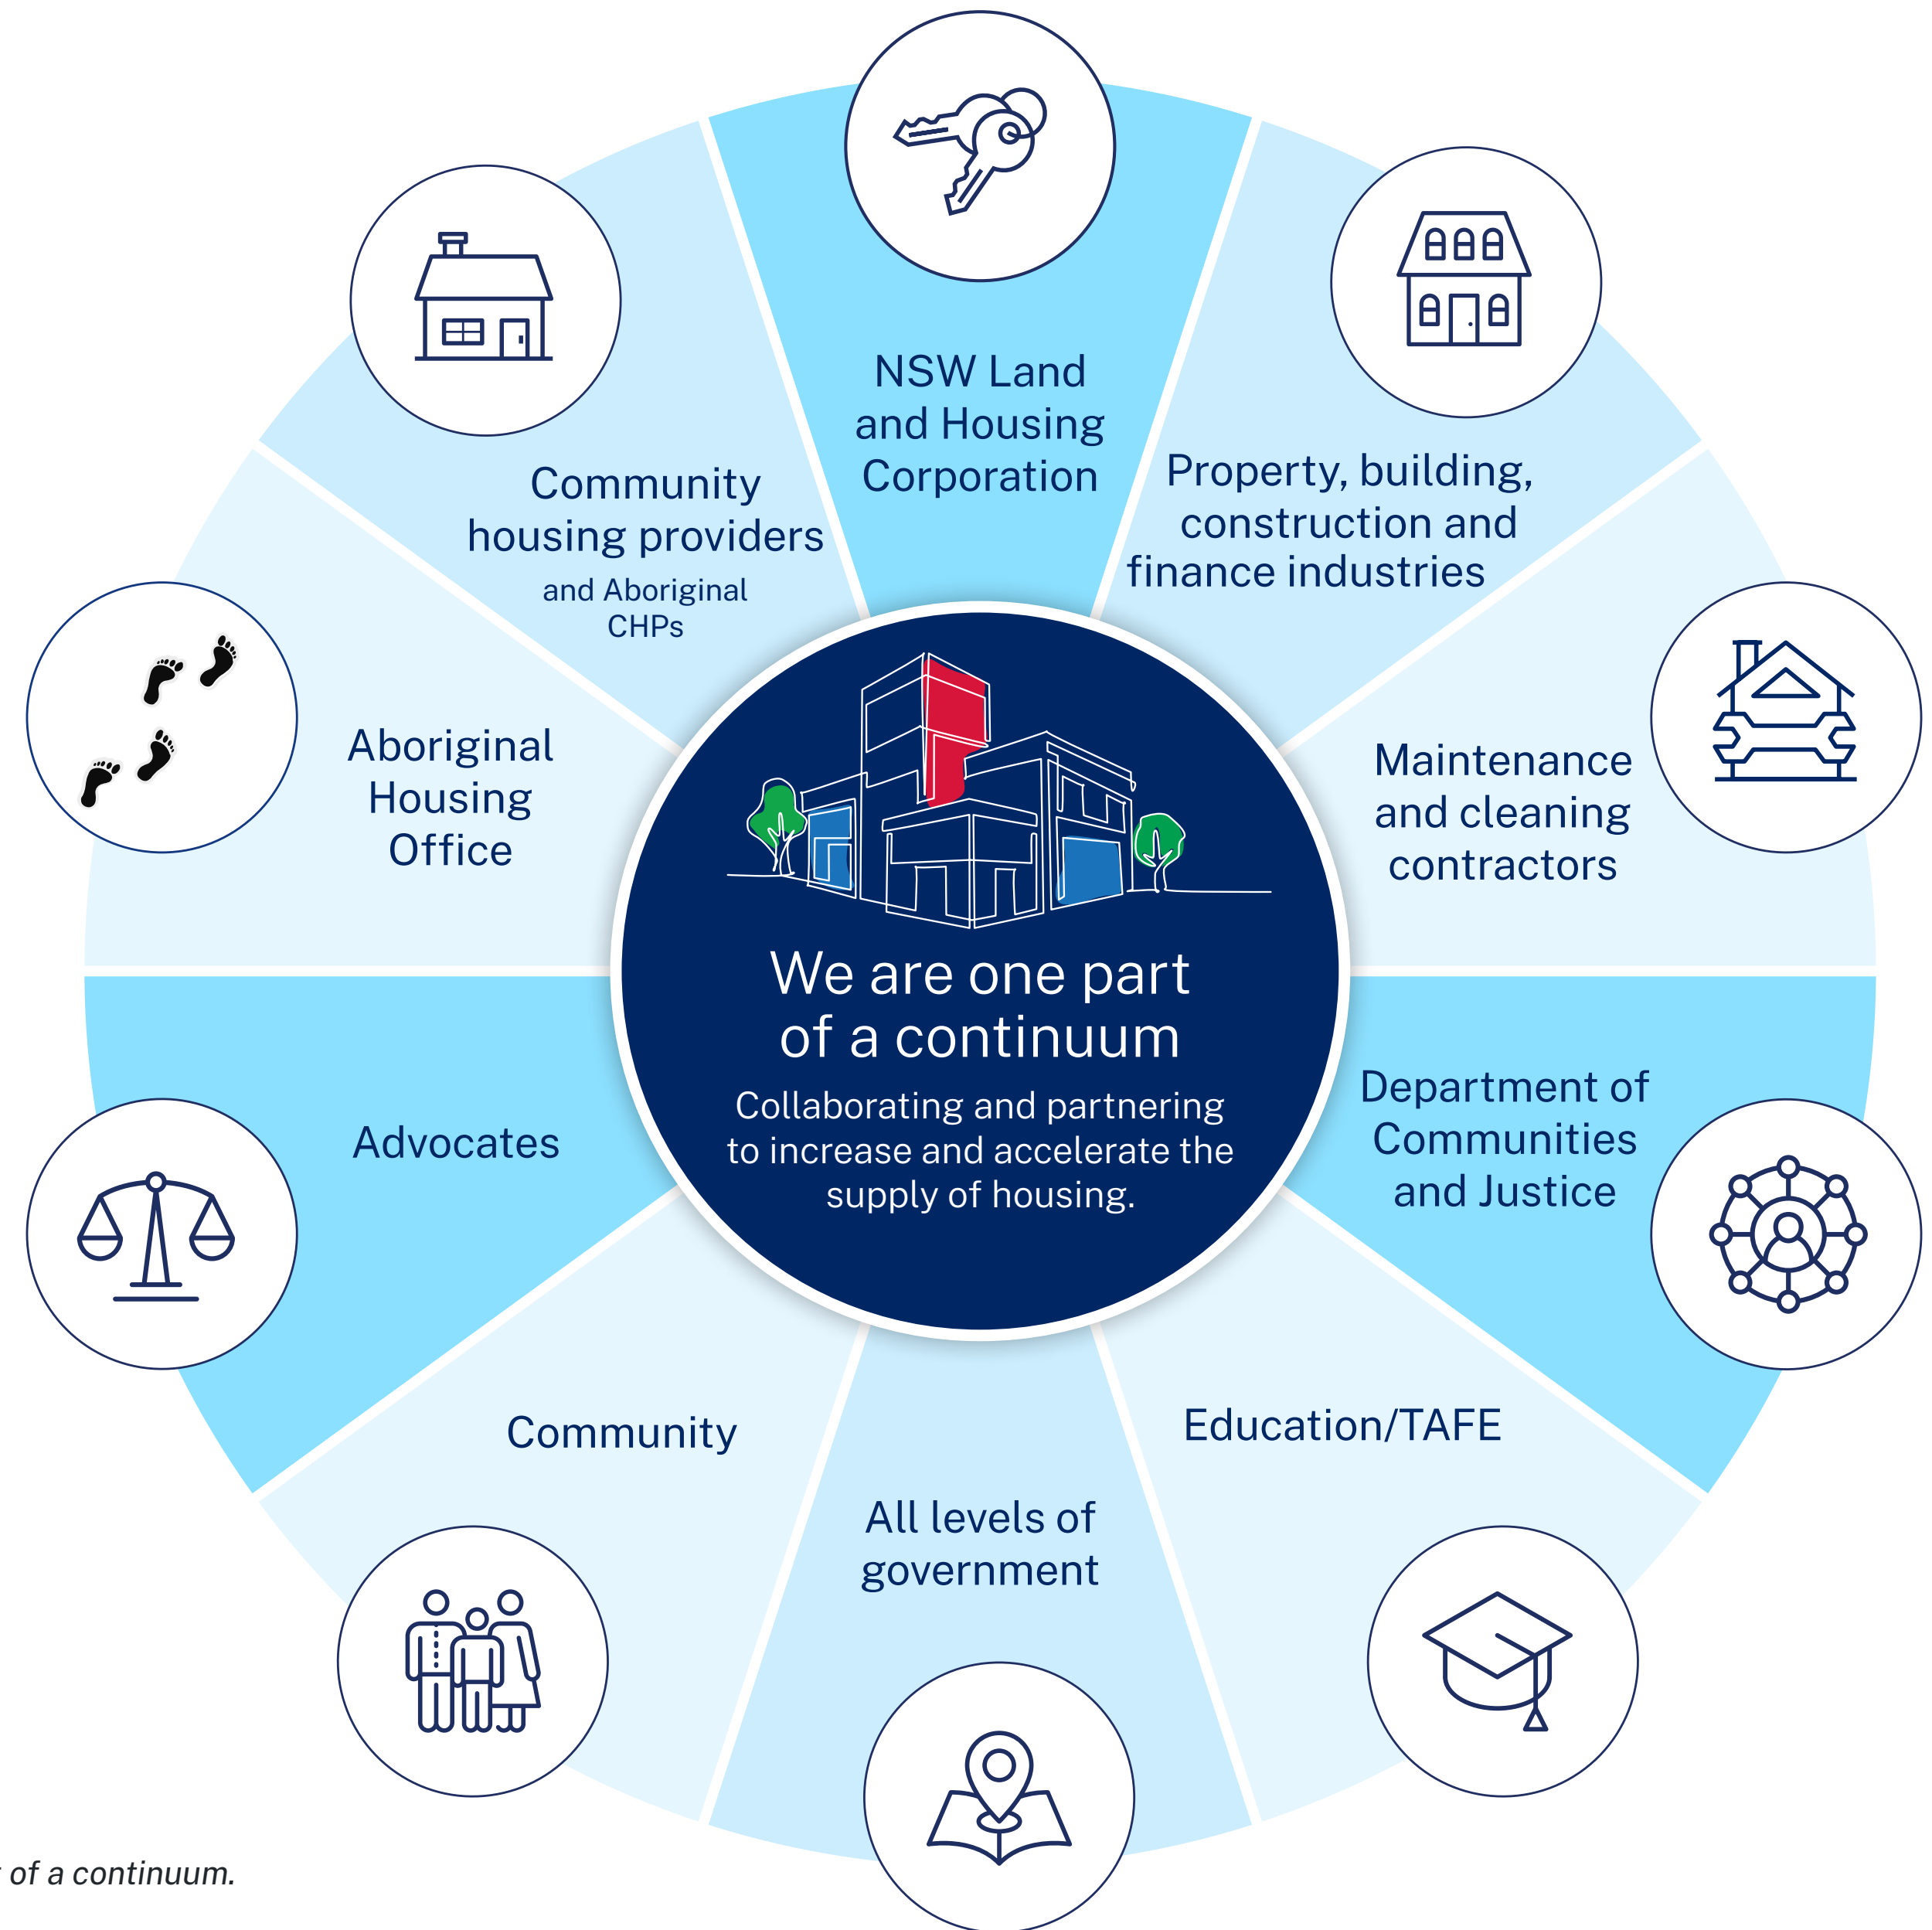 NSW Land
and Housing
Corporation
Property, building,
construction and
finance industries
Maintenance
and cleaning
contractors
Department of
Communities
and Justice
Education/TAFE
All levels of
government
Community
Advocates
Aboriginal
Housing
Office
Community
housing providers
and Aboriginal
CHPs
We are one part
of a continuum
Collaborating and partnering
to increase and accelerate the
supply of housing.
of a continuum.